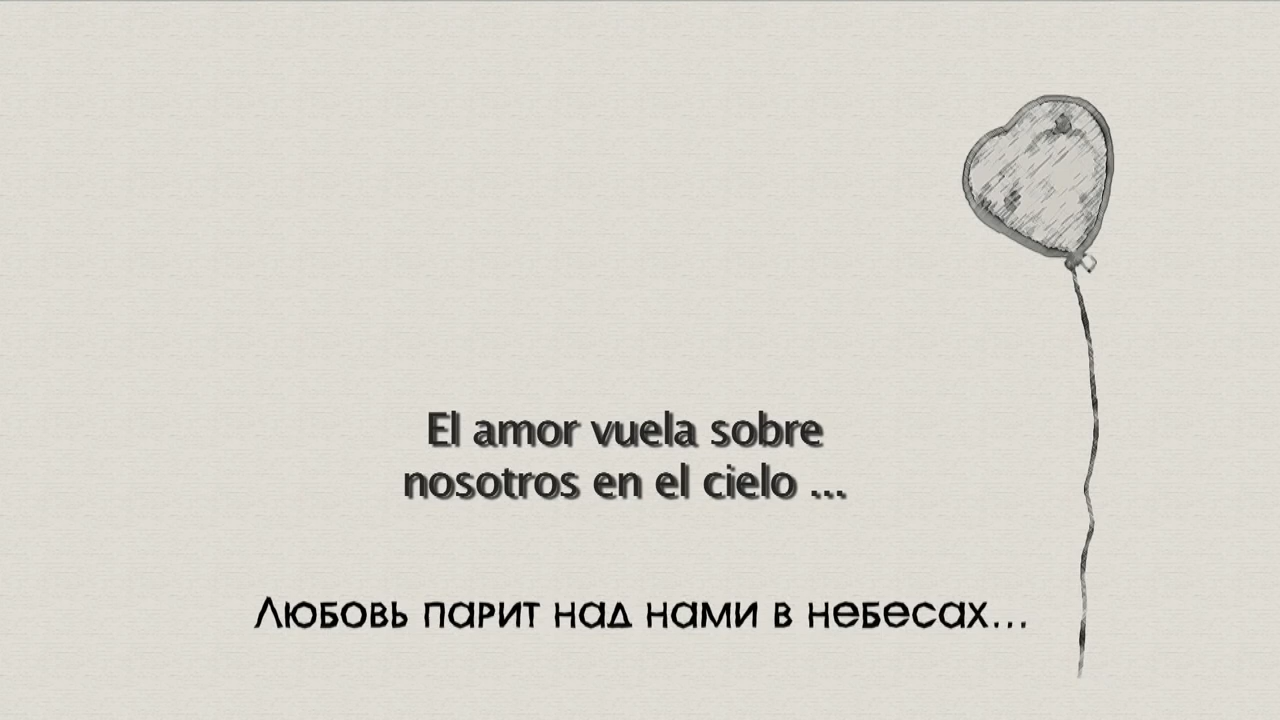 El amor vuela sobre
nosotros en el cielo ...
Любовь парит над нами в небесах...